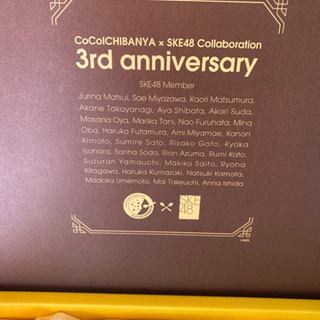 CoCoICHIBANYA × SKE48 Collaboration
3rd anniversary
SKE48 Member
Jurina Matsui, Sae Miyazawa, Kaori Matsumura,
Akane Takayanagi, Aya Shibata, Akari Suda,
Masana Oya, Marika Tani, Nao Furuhata, Mina
Oba, Haruka Futamura, Ami Miyamae, Kanon
Kimoto, Sumire Sato, Risako Goto, Kyoka
Isohara, Sarina Soda, Rion Azuma, Rumi Kato,
Suzuran Yamauchi, Makiko Saito, Ryoha
Kitagawa, Haruka Kumazaki, Natsuki Kamata,
Madoka Umemoto, Mai Takeuchi, Anna Ishida
SKE
48